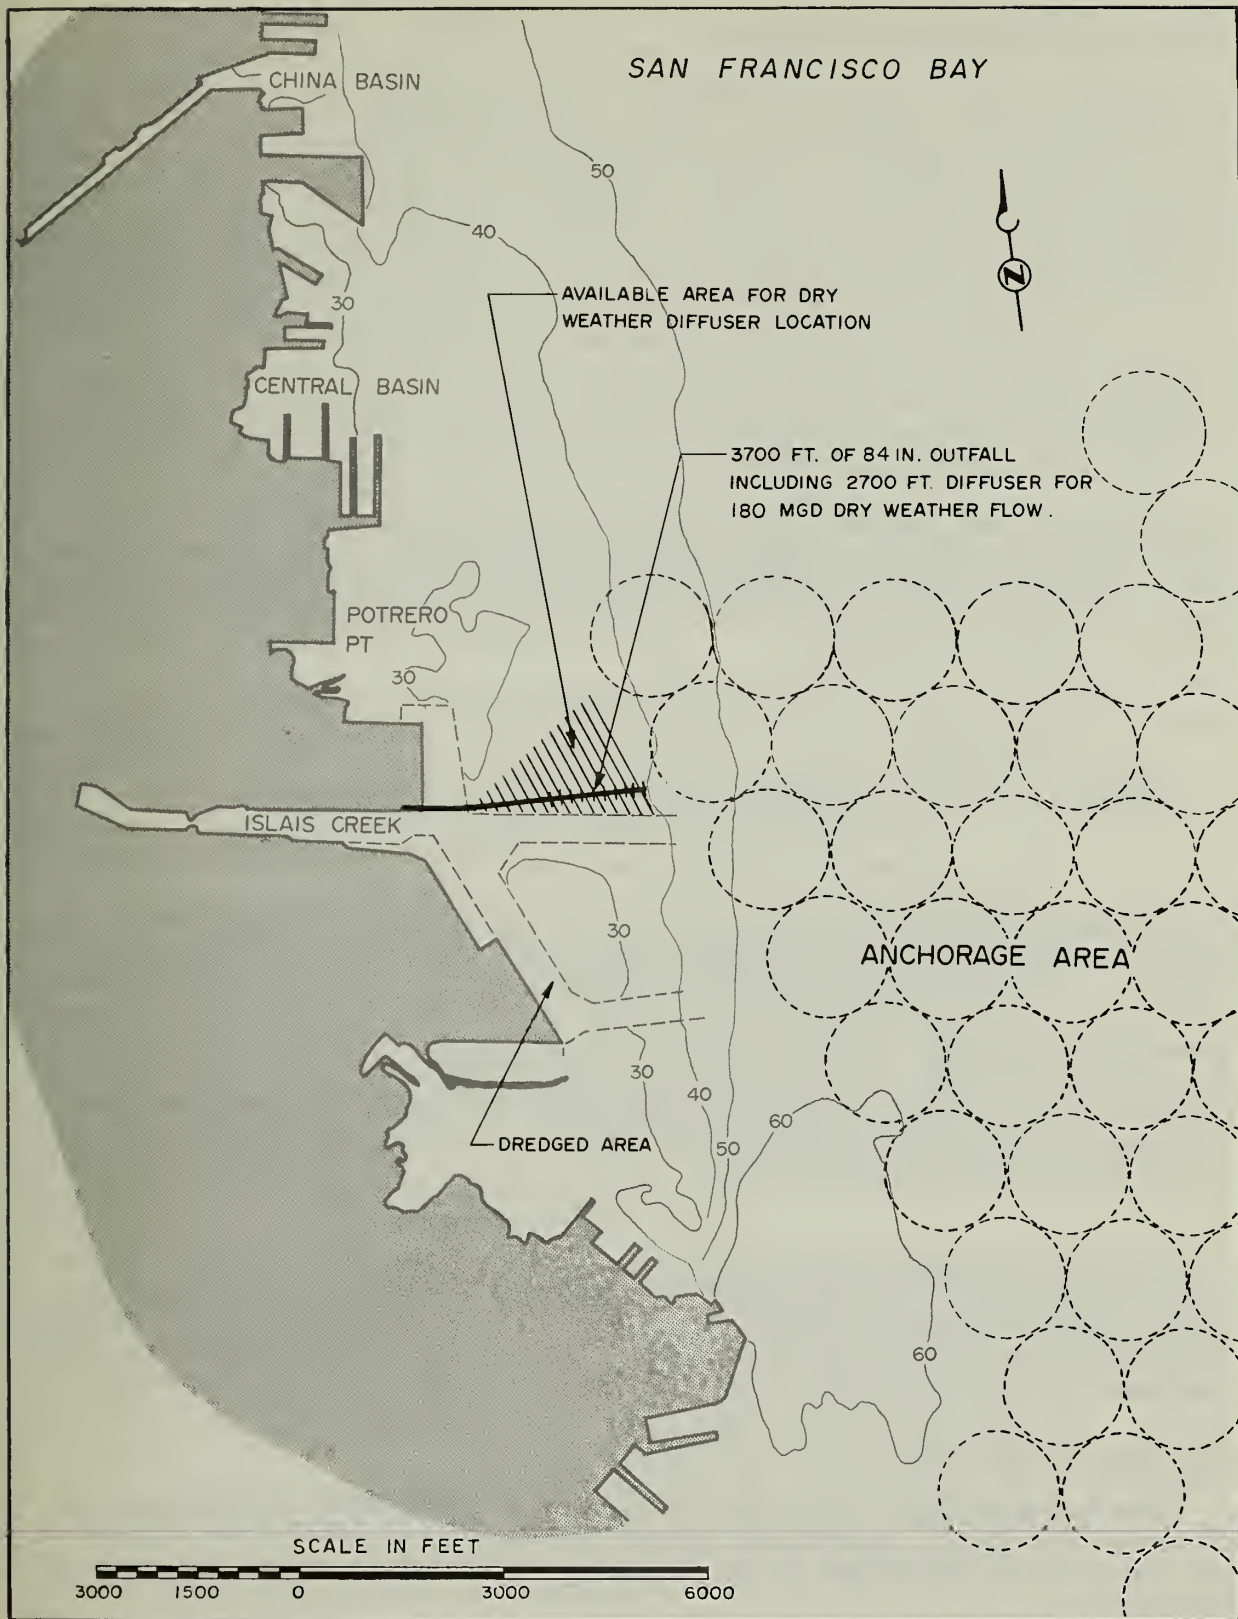 SAN FRANCISCO BAY
CHINA BASIN
50
40
AVAILABLE AREA FOR DRY
WEATHER DIFFUSER LOCATION
Z
30
CENTRAL BASIN
3700 FT. OF 84 IN. OUTFALL
INCLUDING 2700 FT. DIFFUSER FOR
180 MGD DRY WEATHER FLOW.
POTRERO
PT
30
ISLAIS CREEK
30
ANCHORAGE AREA
30
40
60
50
DREDGED AREA
60
SCALE IN FEET
3000 1500 0 3000 6000